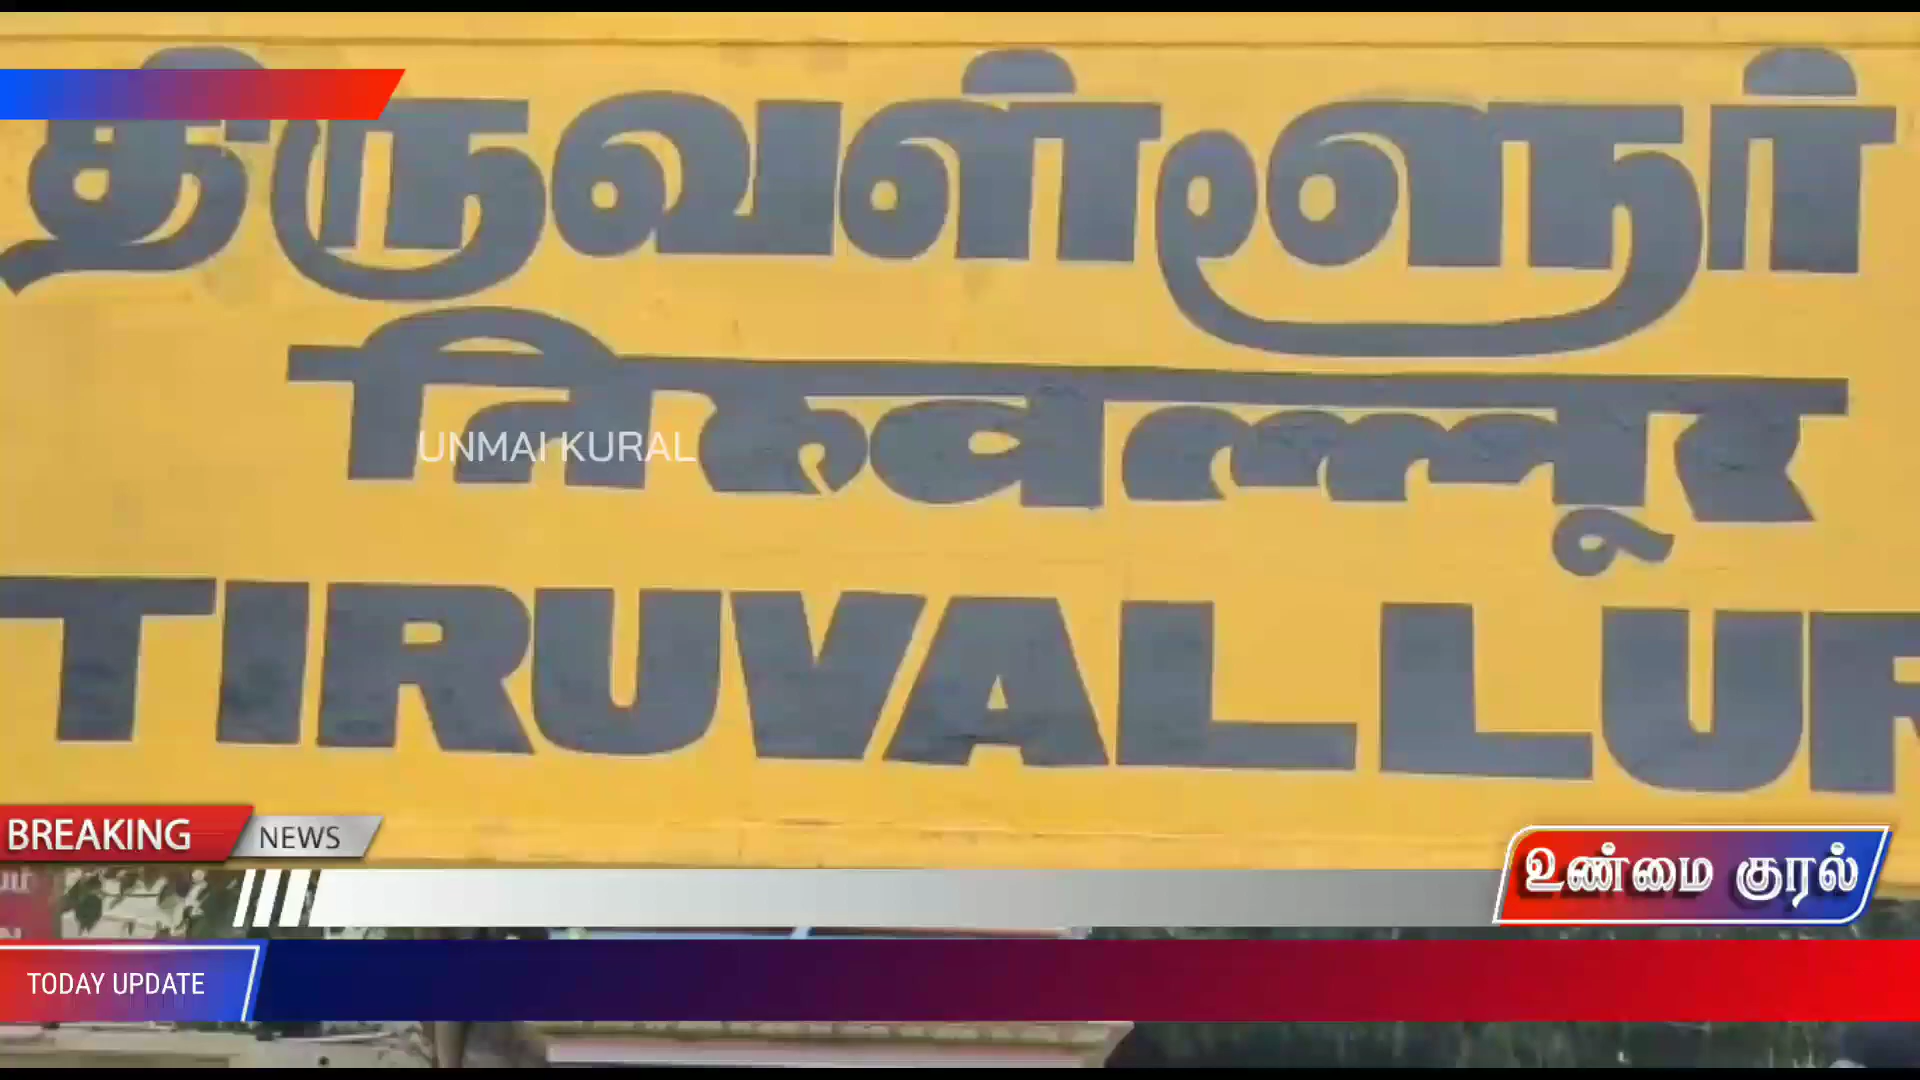 திருவள்ளூர்
तिरुवल्लूर
UNMAI KURAL
TIRUVALLUR
BREAKING NEWS
உண்மை குரல்
TODAY UPDATE